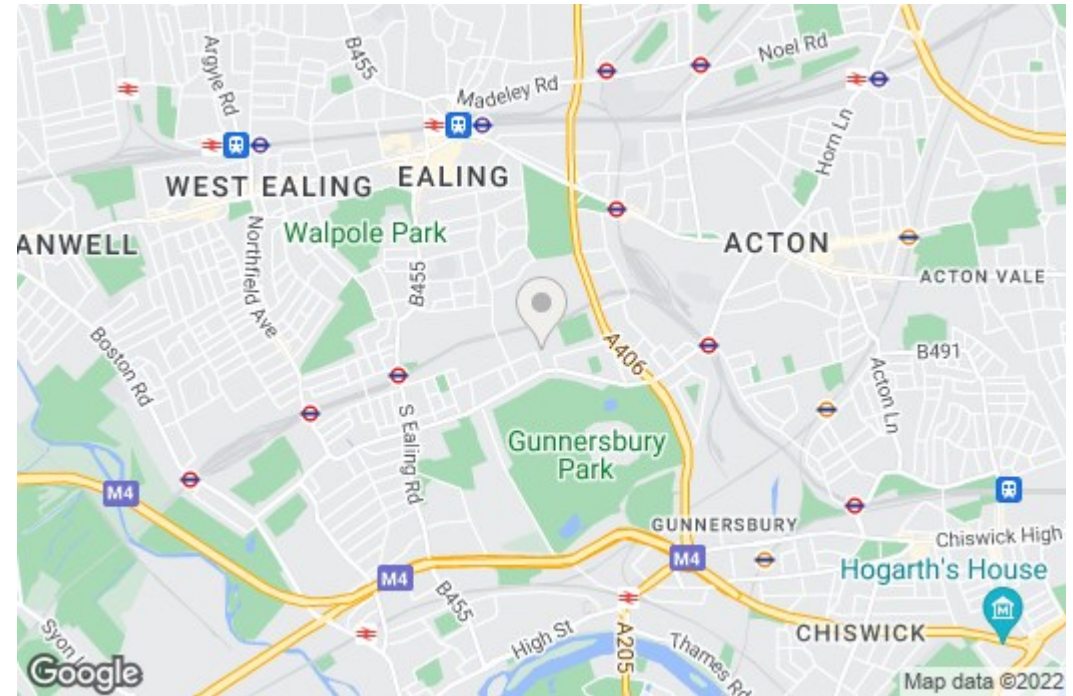 Argyle Rd
B455
Noel Rd
Madeley Rd
Horn Ln
WEST EALING
EALING
Walpole Park
ANWELL
Northfield Ave
B455
ACTON
ACTON VALE
Boston Rd
A406
B491
Acton Ln
S Ealing Rd
Gunnersbury
Park
M4
GUNNERSBURY
Chiswick High
M4
Hogarth's House
M4
B455
High St
A205
CHISWICK
Thames Rd
Syon L
Google
Map data ©2022